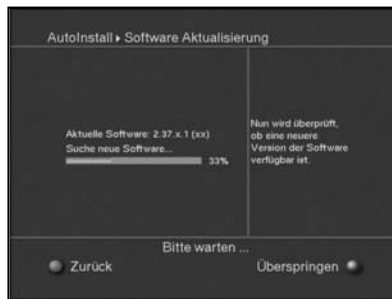 AutoInstall ▸ Software Aktualisierung
Aktuelle Software: 2.37.x.1 (xx)
Suche neue Software...
33%
Nun wird überprüft,
ob eine neuere
Version der Software
verfügbar ist.
Bitte warten ...
Zurück
Überspringen